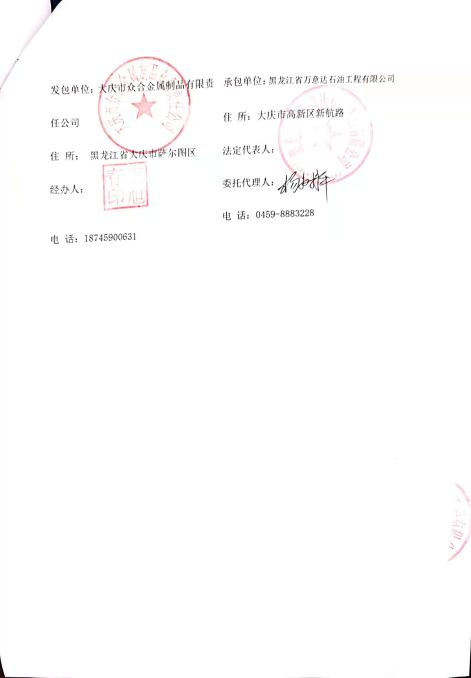 发包单位：大庆市众合金属制品有限责
任公司
住 所： 黑龙江省大庆市萨尔图区
经办人：
电 话：18745900631
承包单位：黑龙江省万意达石油工程有限公司
住 所：大庆市高新区新航路
法定代表人：
委托代理人：
电 话：0459-8883228